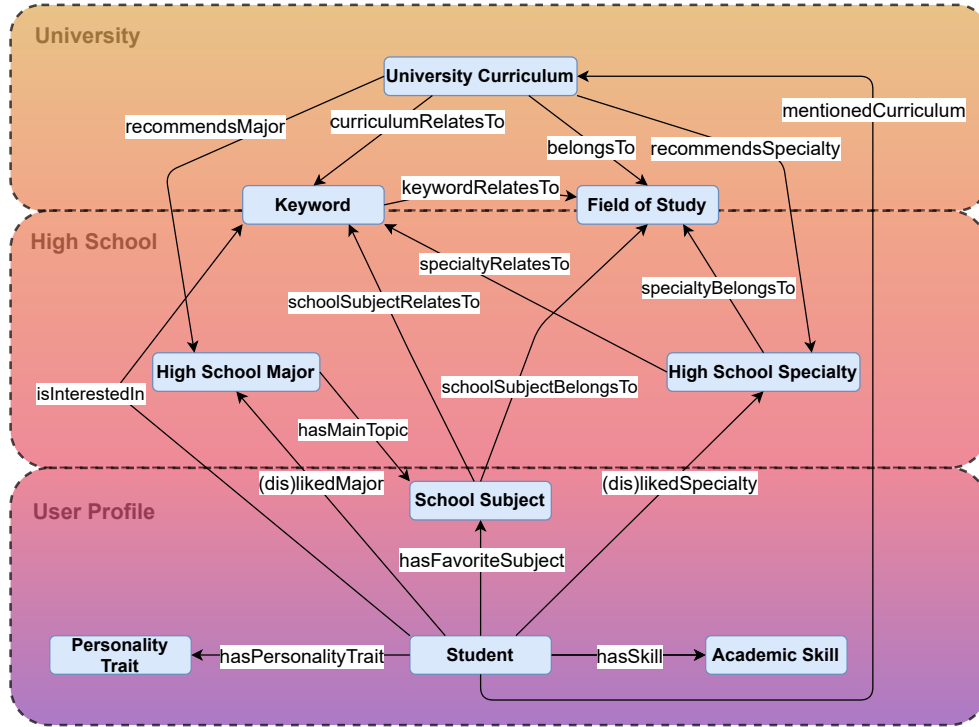 University
University Curriculum
mentionedCurriculum
recommendsMajor
curriculumRelatesTo
belongsTo
recommendsSpecialty
keywordRelatesTo
Keyword
Field of Study
High School
specialtyRelatesTo
schoolSubjectRelatesTo
specialtyBelongsTo
High School Major
High School Specialty
isInterestedIn
schoolSubjectBelongsTo
hasMainTopic
(dis)likedMajor
(dis)likedSpecialty
School Subject
User Profile
hasFavoriteSubject
Personality
Trait
hasPersonalityTrait
Student
hasSkill
Academic Skill